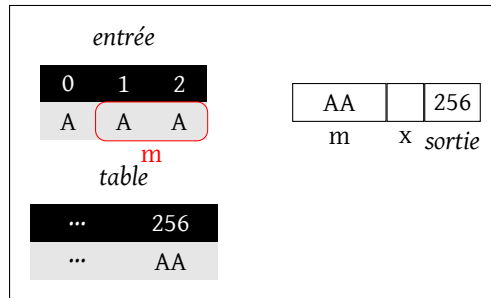 entrée
0 1 2
A A A
m
table
... 256
... AA
AA 256
m x sortie